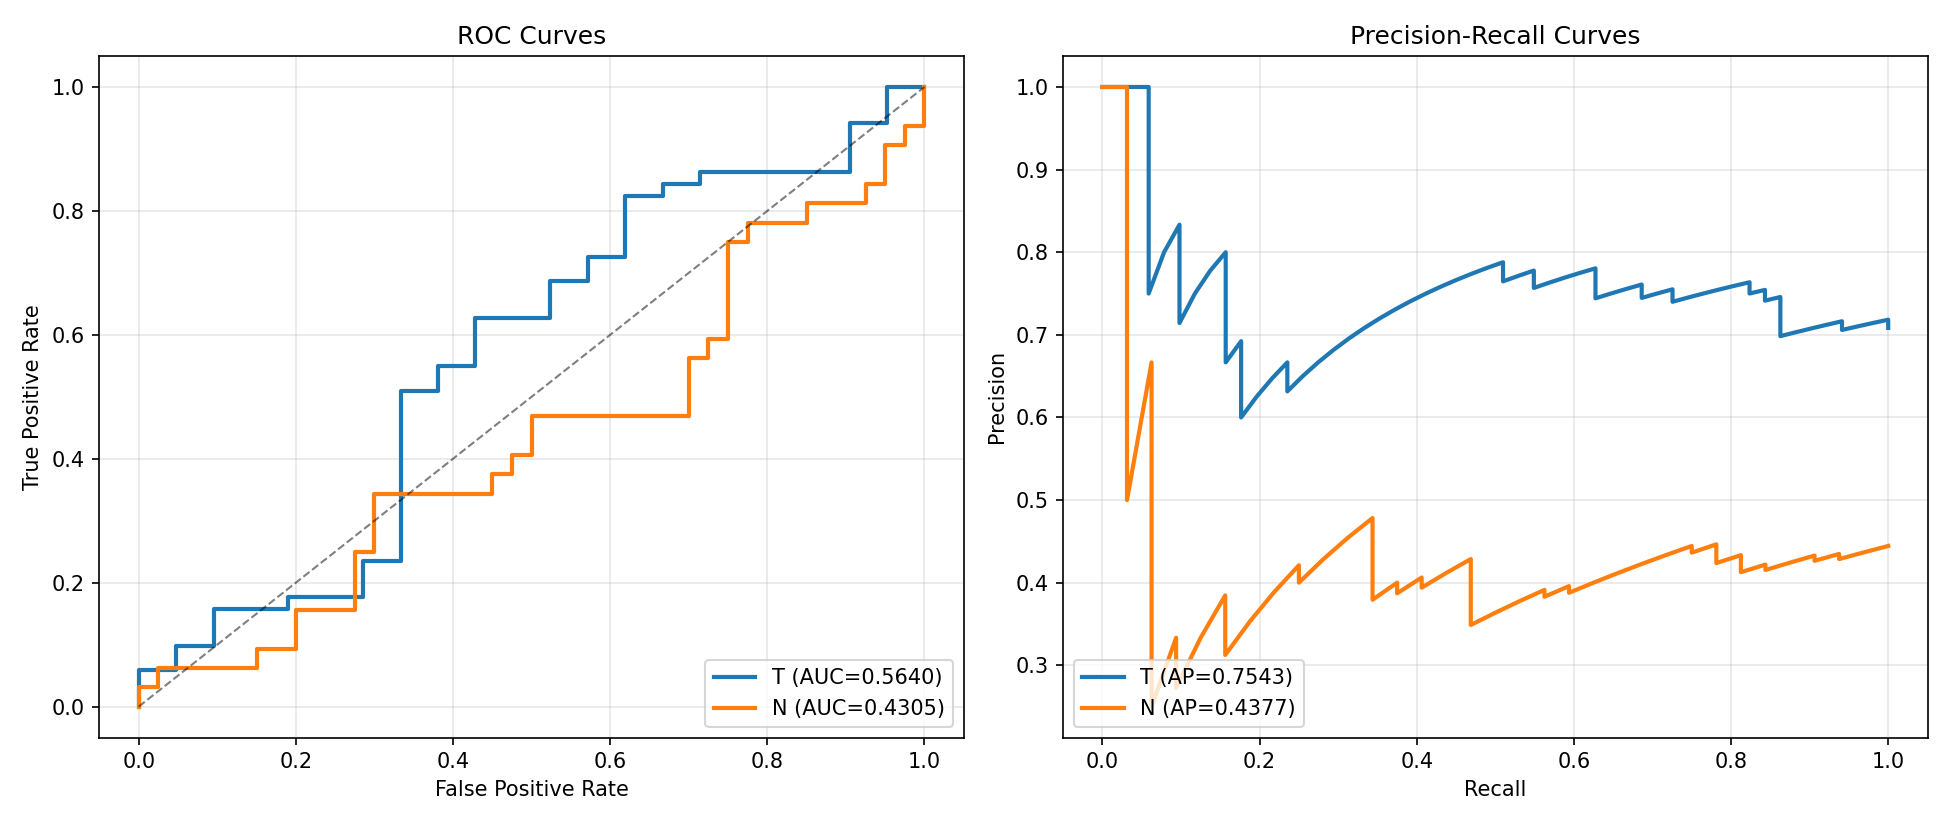 ROC Curves
True Positive Rate
1.0
0.8
0.6
0.4
0.2
0.0
T (AUC=0.5640)
N (AUC=0.4305)
0.0 0.2 0.4 0.6 0.8 1.0
False Positive Rate
Precision-Recall Curves
Precision
1.0
0.9
0.8
0.7
0.6
0.5
0.4
0.3
T (AP=0.7543)
N (AP=0.4377)
0.0 0.2 0.4 0.6 0.8 1.0
Recall